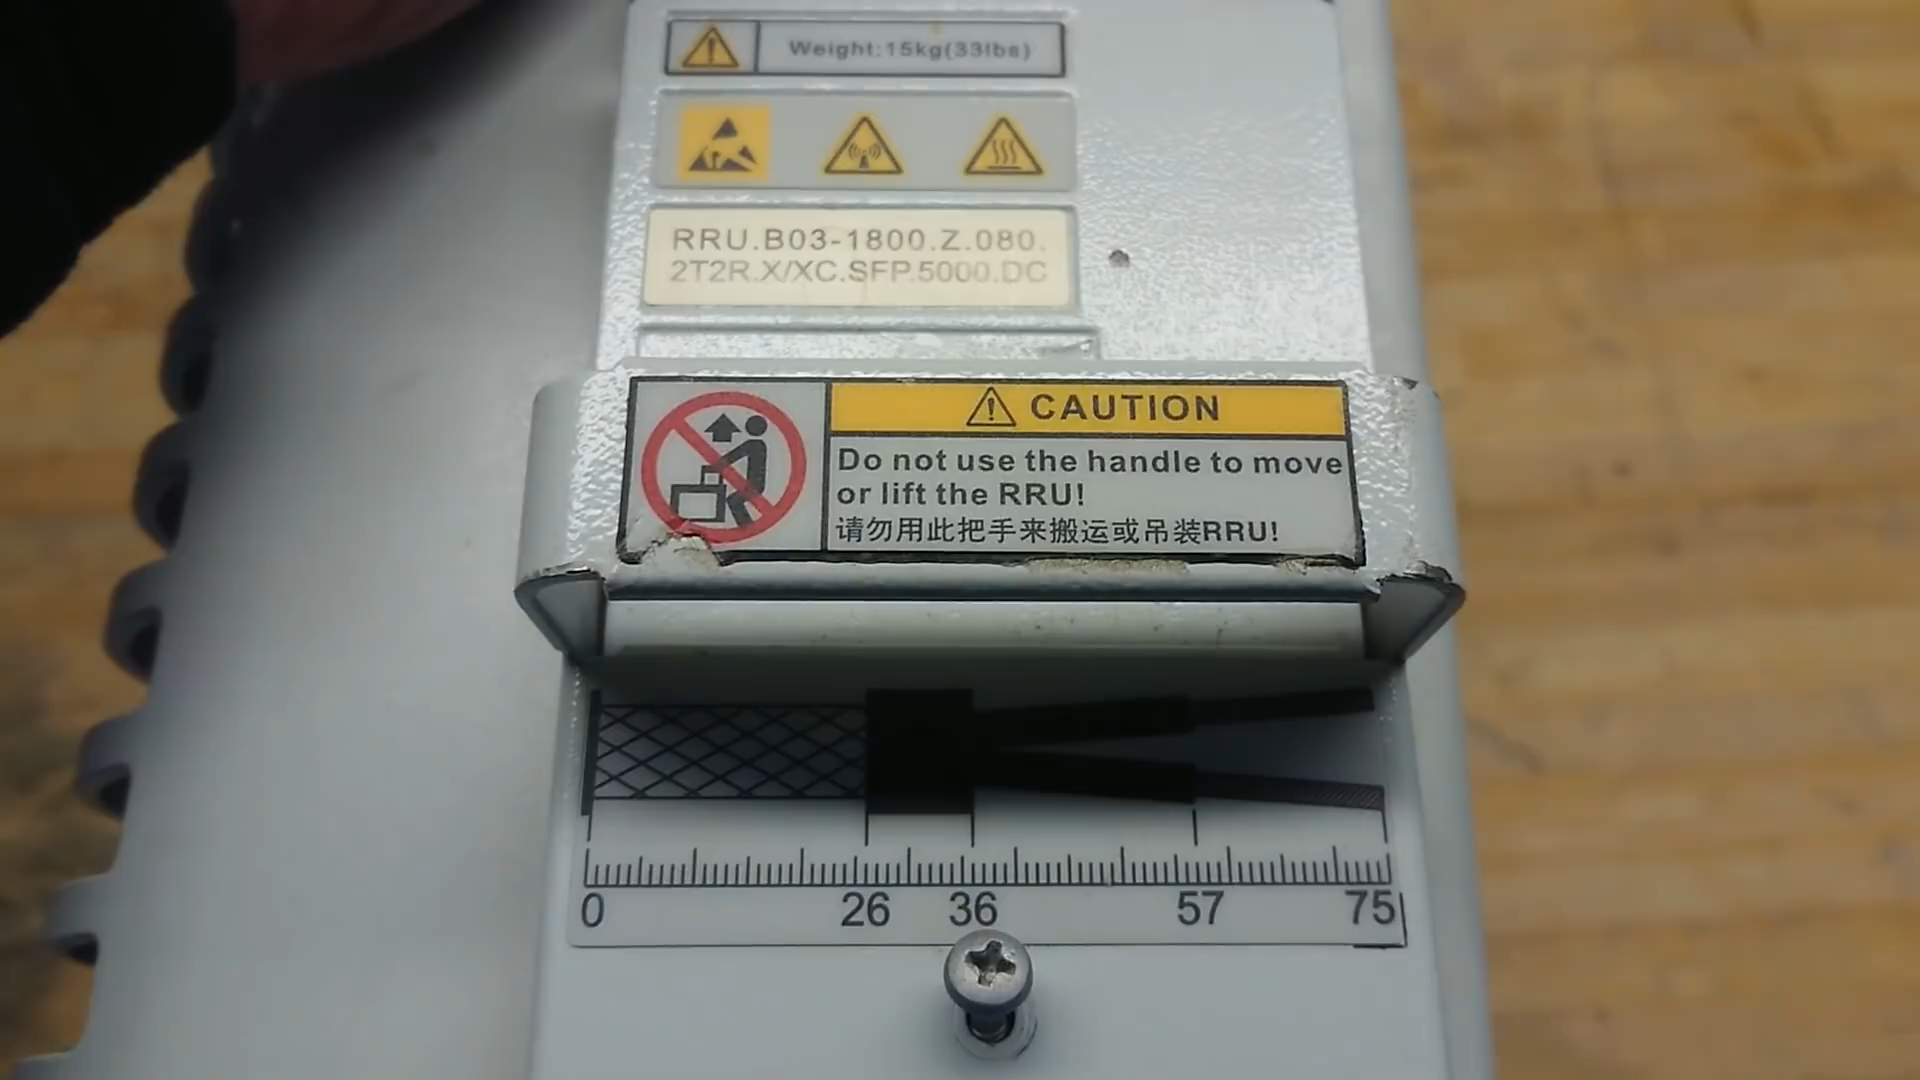 Weight:15kg(33lbs)
RRU.B03-1800.Z.080.
2T2R.X/XC.SFP.5000.DC
CAUTION
Do not use the handle to move
or lift the RRU!
请勿用此把手来搬运或吊装RRU!
0 26 36 57 75